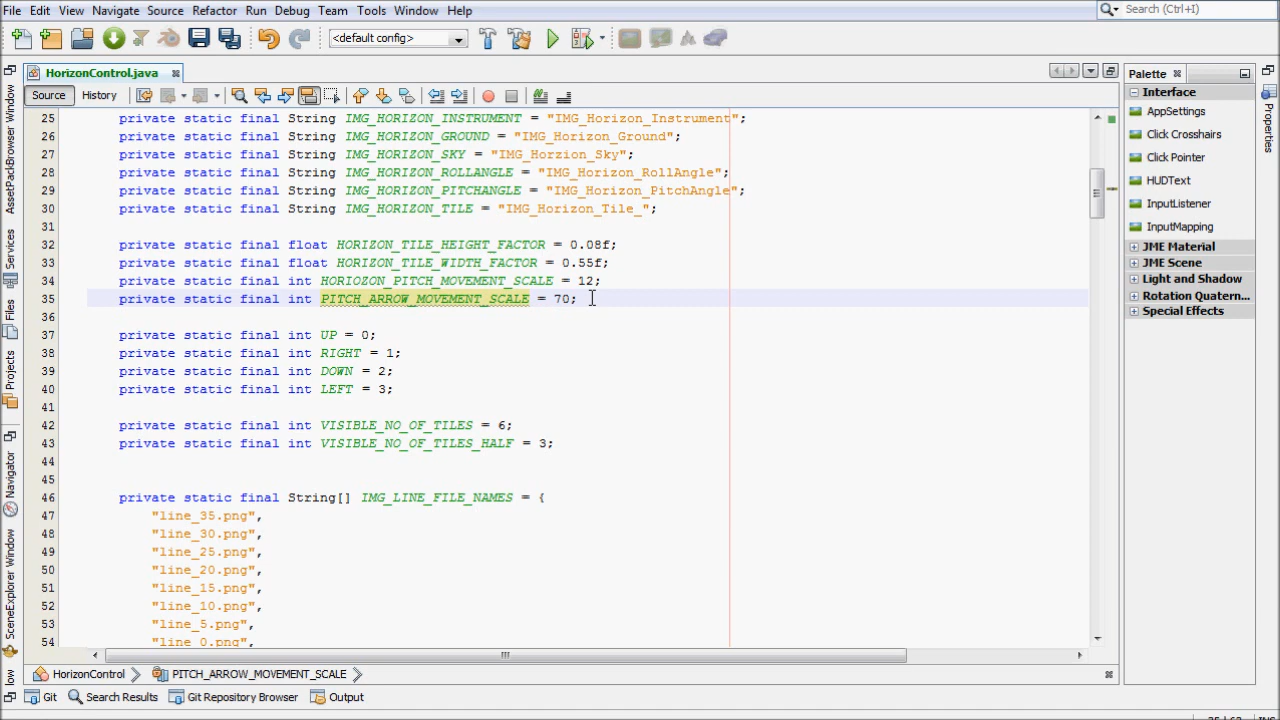 File Edit View Navigate Source Refactor Run Debug Team Tools Window Help
Search (Ctrl+I)
<default config>
HorizonControl.java
Source History
25 private static final String IMG_HORIZON_INSTRUMENT = "IMG_Horizon_Instrument";
26 private static final String IMG_HORIZON_GROUND = "IMG_Horizon_Ground";
27 private static final String IMG_HORIZON_SKY = "IMG_Horzion_Sky";
28 private static final String IMG_HORIZON_ROLLANGLE = "IMG_Horizon_RollAngle";
29 private static final String IMG_HORIZON_PITCHANGLE = "IMG_Horizon_PitchAngle";
30 private static final String IMG_HORIZON_TILE = "IMG_Horizon_Tile_";
31
32 private static final float HORIZON_TILE_HEIGHT_FACTOR = 0.08f;
33 private static final float HORIZON_TILE_WIDTH_FACTOR = 0.55f;
34 private static final int HORIOZON_PITCH_MOVEMENT_SCALE = 12;
35 private static final int PITCH_ARROW_MOVEMENT_SCALE = 70;
36
37 private static final int UP = 0;
38 private static final int RIGHT = 1;
39 private static final int DOWN = 2;
40 private static final int LEFT = 3;
41
42 private static final int VISIBLE_NO_OF_TILES = 6;
43 private static final int VISIBLE_NO_OF_TILES_HALF = 3;
44
45
46 private static final String[] IMG_LINE_FILE_NAMES = {
47 "line_35.png",
48 "line_30.png",
49 "line_25.png",
50 "line_20.png",
51 "line_15.png",
52 "line_10.png",
53 "line_5.png",
54 "line_0.png",
HorizonControl PITCH_ARROW_MOVEMENT_SCALE
Git Search Results Git Repository Browser Output
AssetPackBrowser Window
Services
Files
Projects
Navigator
SceneExplorer Window
Palette
Interface
AppSettings
Click Crosshairs
Click Pointer
HUDText
InputListener
InputMapping
JME Material
JME Scene
Light and Shadow
Rotation Quatern...
Special Effects
Properties